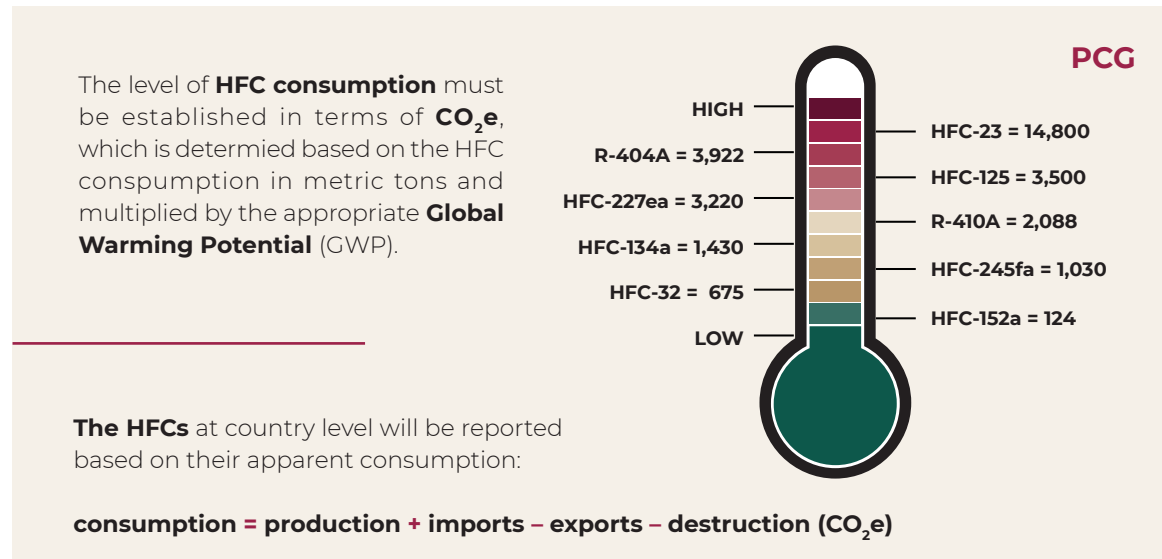 The level of HFC consumption must
be established in terms of CO₂e,
which is determied based on the HFC
conspumption in metric tons and
multiplied by the appropriate Global
Warming Potential (GWP).
PCG
HIGH
HFC-23 = 14,800
R-404A = 3,922
HFC-125 = 3,500
HFC-227ea = 3,220
R-410A = 2,088
HFC-134a = 1,430
HFC-245fa = 1,030
HFC-32 = 675
HFC-152a = 124
LOW
The HFCs at country level will be reported
based on their apparent consumption:
consumption = production + imports – exports – destruction (CO₂e)